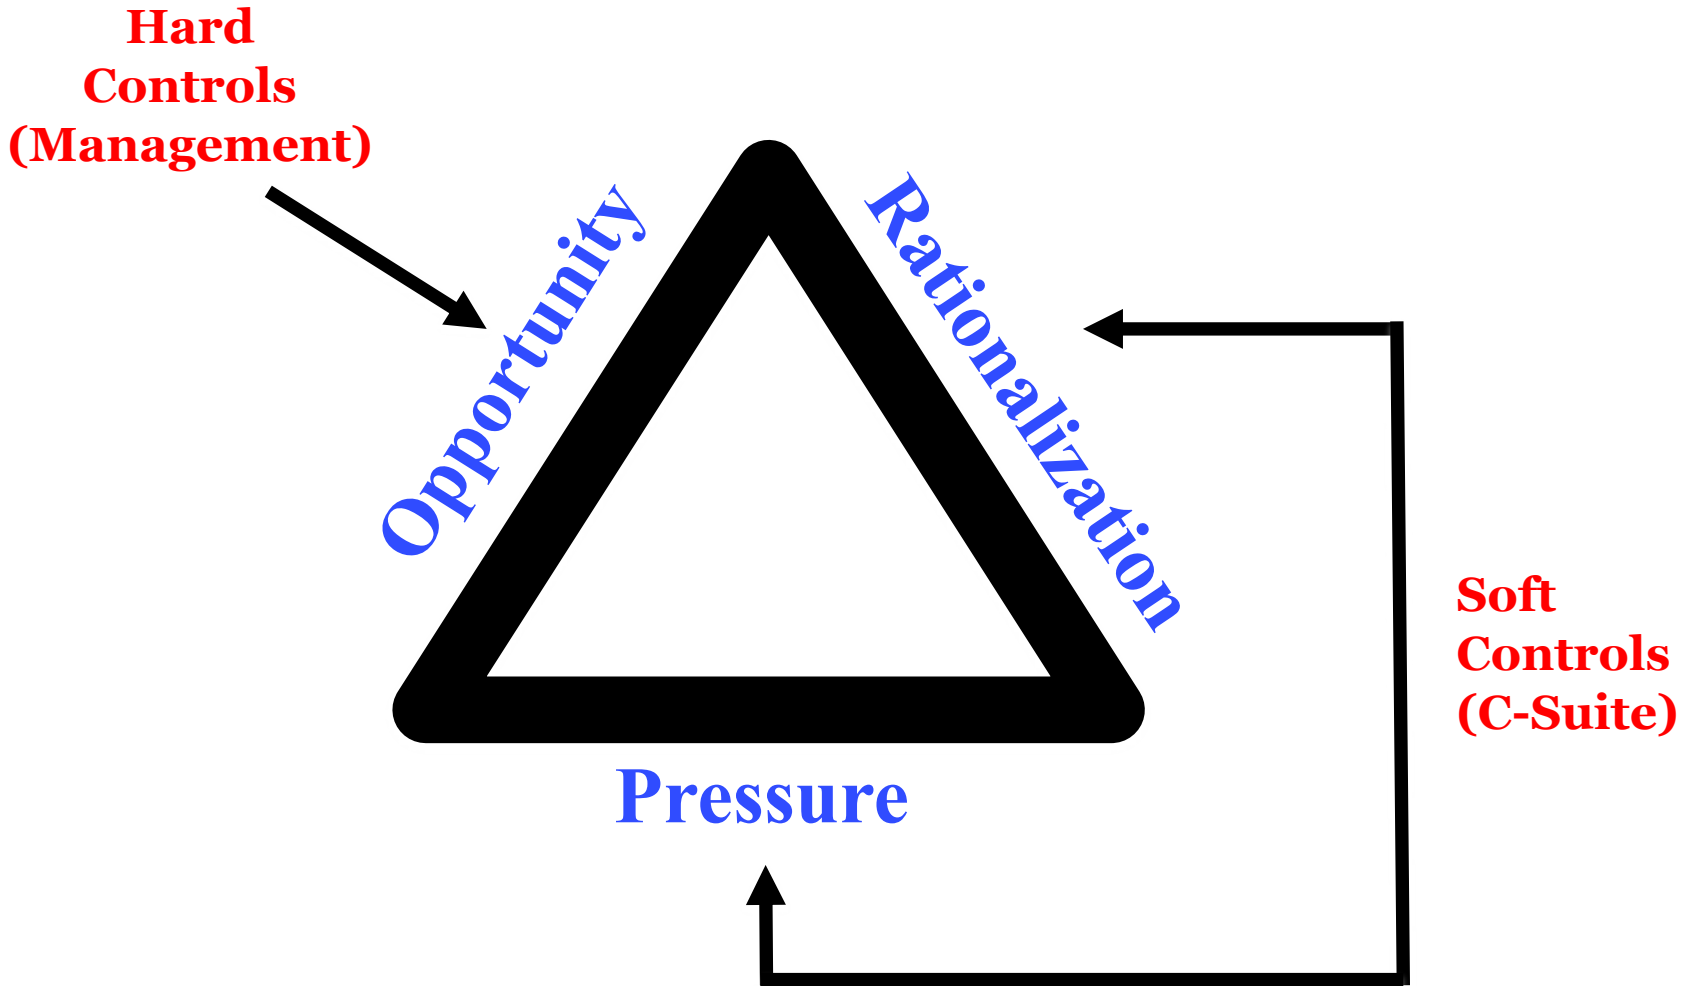 Hard
Controls
(Management)
Opportunity
Rationalization
Soft
Controls
(C-Suite)
Pressure